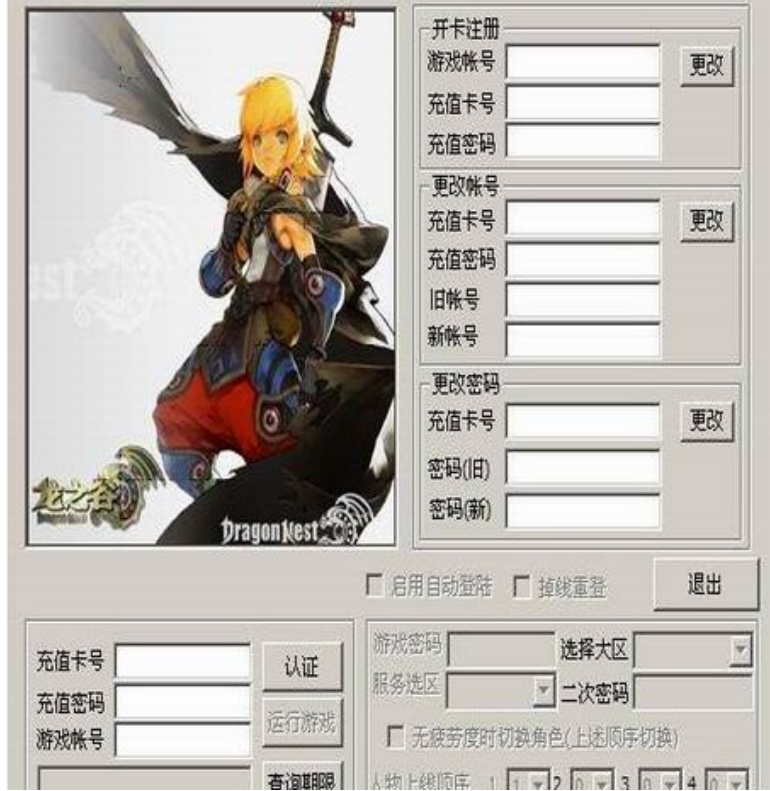 开卡注册
游戏帐号
更改
充值卡号
充值密码
更改帐号
充值卡号
更改
充值密码
旧帐号
新帐号
更改密码
充值卡号
更改
密码(旧)
密码(新)
est
龙之谷
DragonNest
启用自动登陆 掉线重登
退出
充值卡号
认证
充值密码
运行游戏
游戏帐号
查询期限
游戏密码
选择大区
服务选区
二次密码
无疲劳度时切换角色(上述顺序切换)
人物上线顺序 1 1 2 0 3 0 4 0